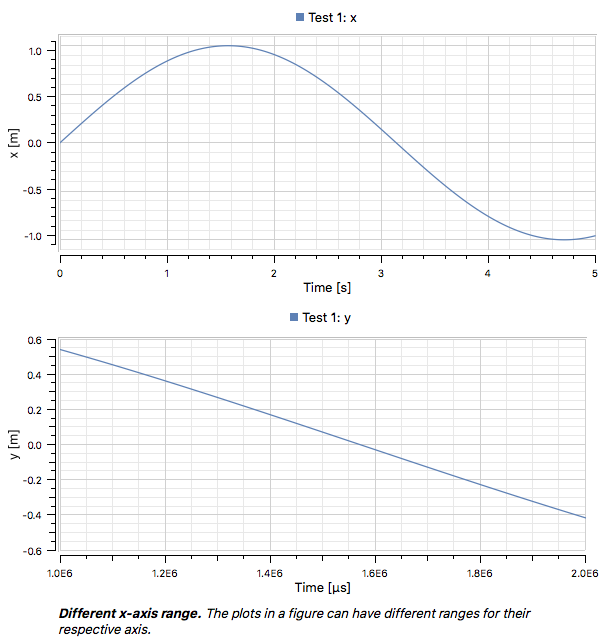 Test 1: x
1.0
0.5
0.0
-0.5
-1.0
x [m]
0 1 2 3 4 5
Time [s]
Test 1: y
0.6
0.4
0.2
0.0
-0.2
-0.4
-0.6
y [m]
1.0E6 1.2E6 1.4E6 1.6E6 1.8E6 2.0E6
Time [µs]
Different x-axis range. The plots in a figure can have different ranges for their
respective axis.